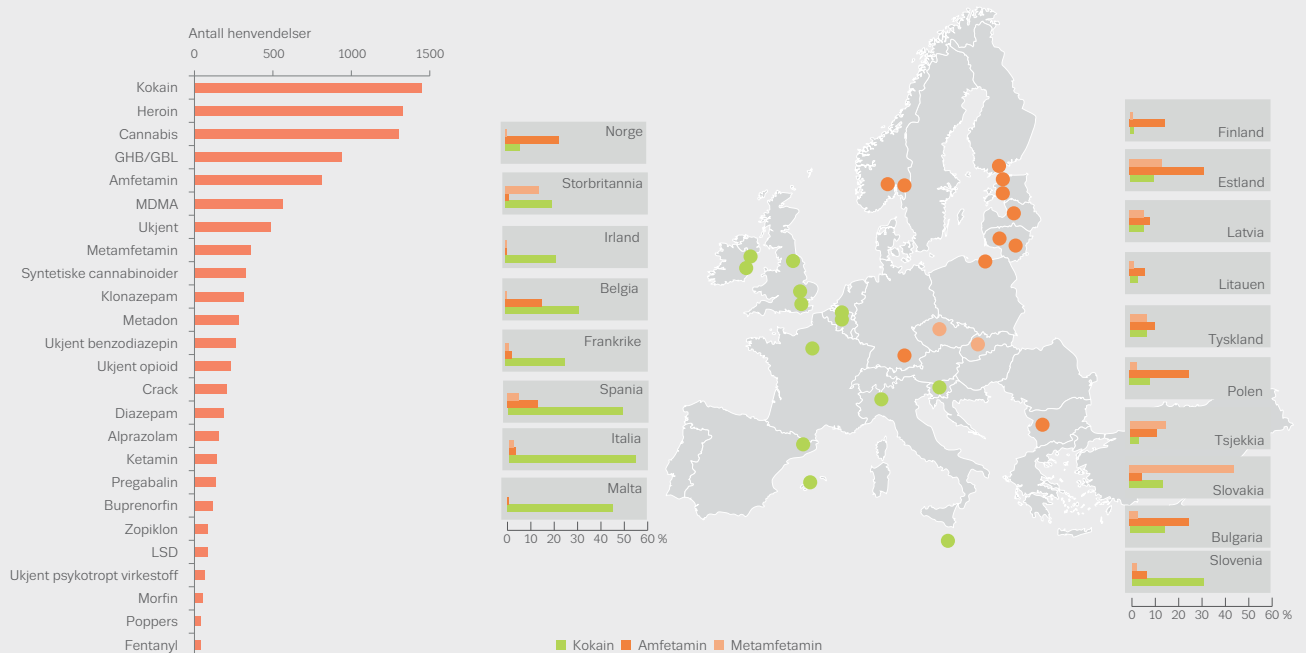 Antall henvendelser
0 500 1000 1500
Kokain
Heroin
Cannabis
GHB/GBL
Amfetamin
MDMA
Ukjent
Metamfetamin
Syntetiske cannabinoider
Klonazepam
Metadon
Ukjent benzodiazepin
Ukjent opioid
Crack
Diazepam
Alprazolam
Ketamin
Pregabalin
Buprenorfin
Zopiklon
LSD
Ukjent psykotropt virkestoff
Morfin
Poppers
Fentanyl
Norge
Storbritannia
Irland
Belgia
Frankrike
Spania
Italia
Malta
0 10 20 30 40 50 60 %
Finland
Estland
Latvia
Litauen
Tyskland
Polen
Tsjekkia
Slovakia
Bulgaria
Slovenia
0 10 20 30 40 50 60 %
Kokain Amfetamin Metamfetamin